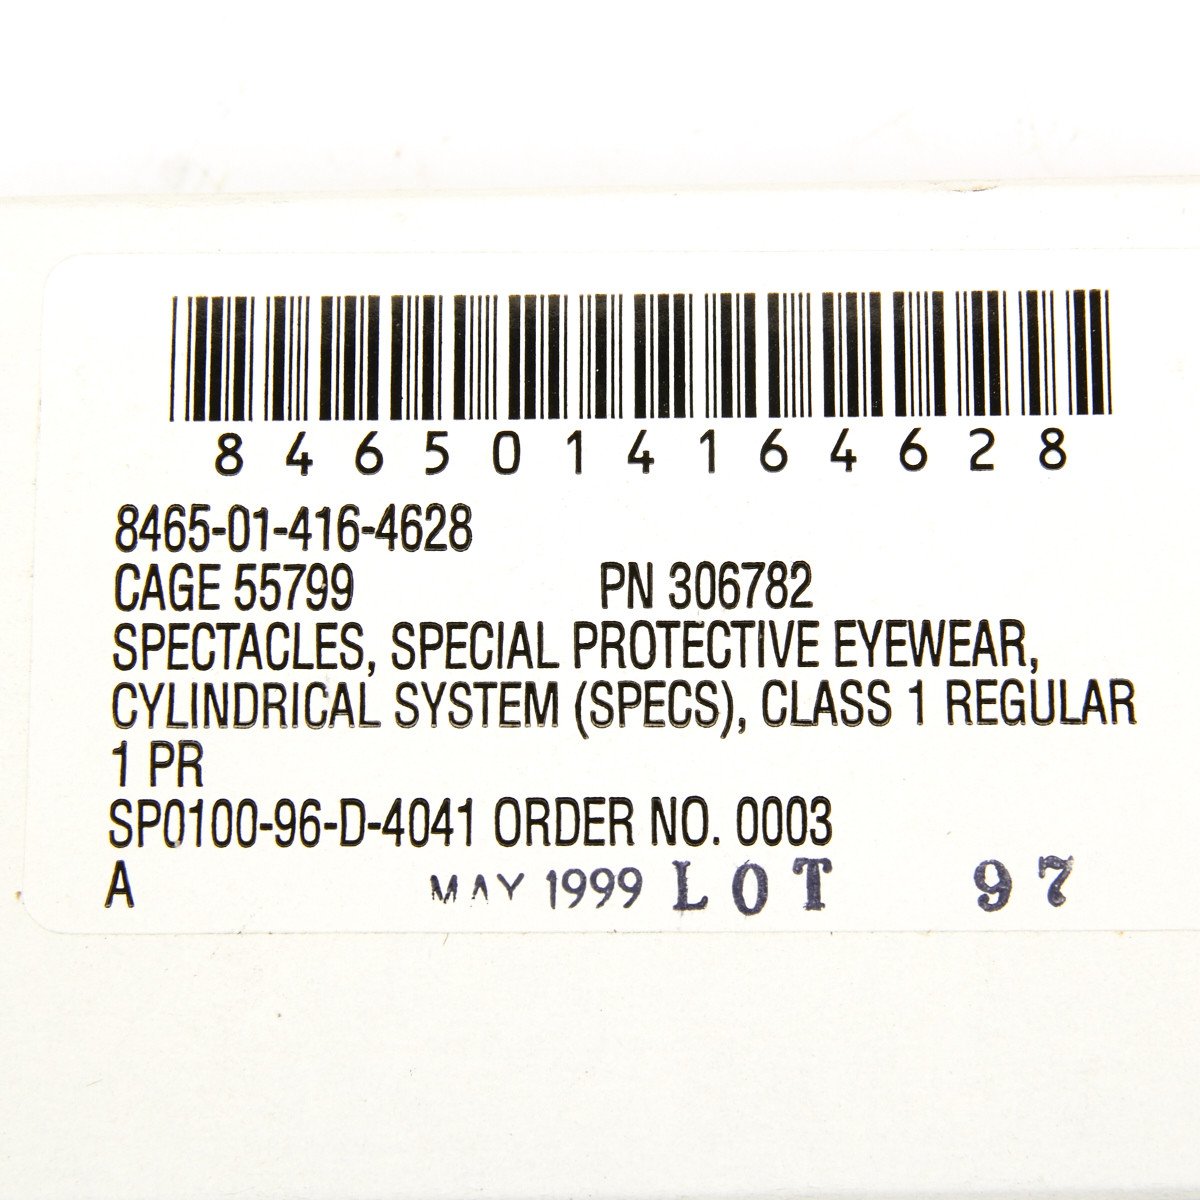 8465014164628
8465-01-416-4628
CAGE 55799 PN 306782
SPECTACLES, SPECIAL PROTECTIVE EYEWEAR,
CYLINDRICAL SYSTEM (SPECS), CLASS 1 REGULAR
1 PR
SP0100-96-D-4041 ORDER NO. 0003
A MAY 1999 LOT 97